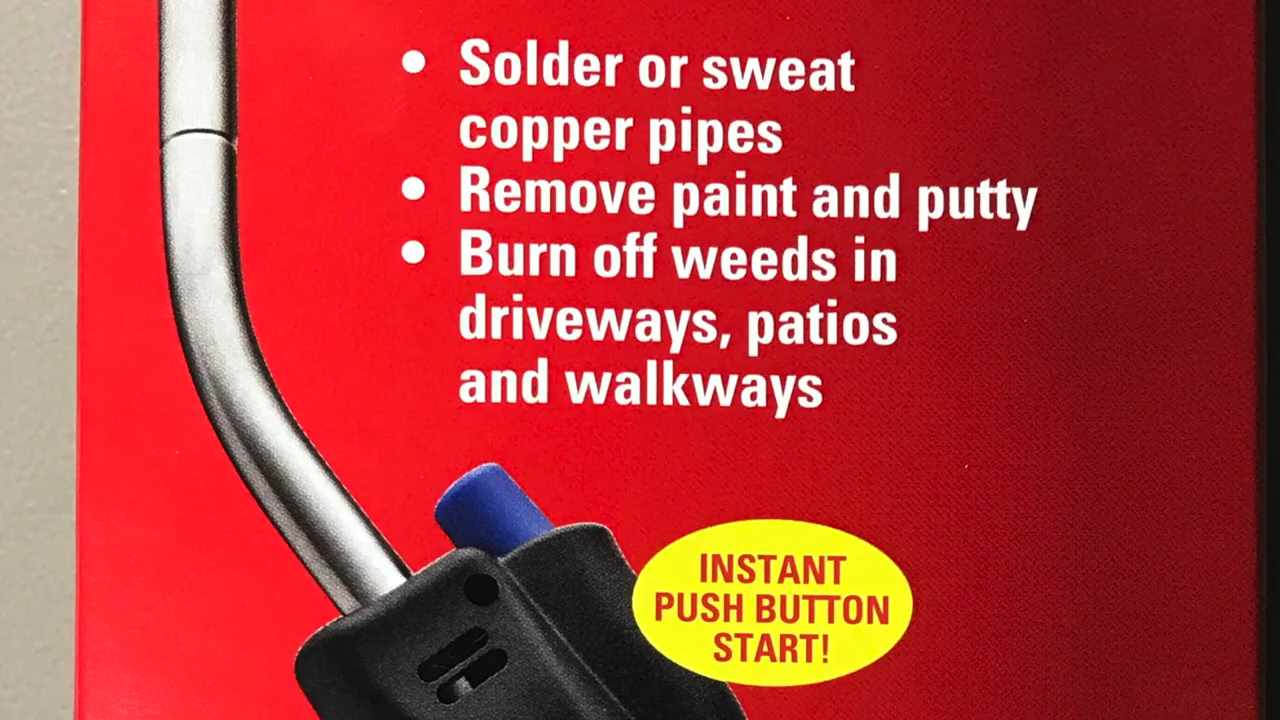 • Solder or sweat
copper pipes
• Remove paint and putty
• Burn off weeds in
driveways, patios
and walkways
INSTANT
PUSH BUTTON
START!